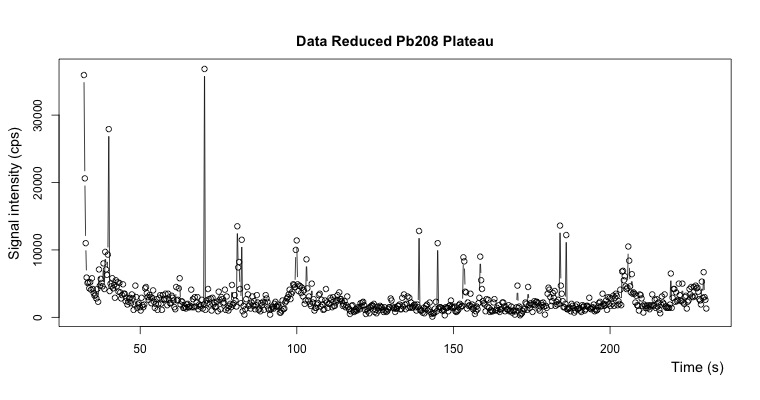 Data Reduced Pb208 Plateau
Signal intensity (cps)
30000
20000
10000
0
50 100 150 200
Time (s)